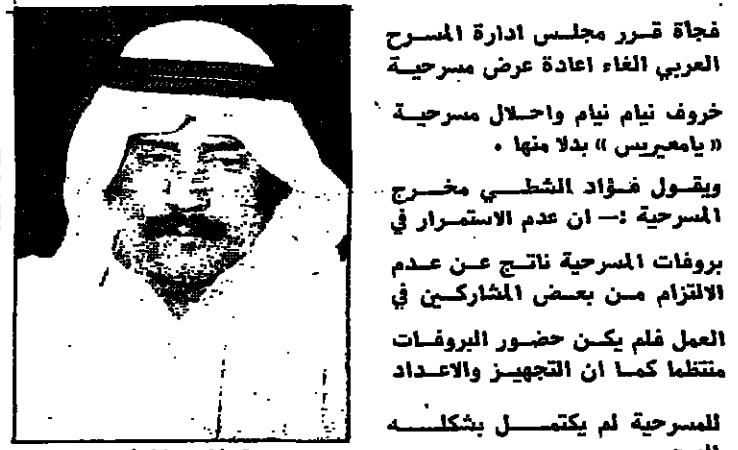 فجاة قرر مجلس ادارة المسرح
العربي الغاء اعادة عرض مسرحية
خروف نيام نيام واحلال مسرحية
« يامعيريس » بدلا منها .
ويقول فؤاد الشطي مخرج
المسرحية :— ان عدم الاستمرار في
بروفات المسرحية ناتج عن عدم
الالتزام من بعض المشاركين في
العمل فلم يكن حضور البروفات
منتظما كما ان التجهيز والاعداد
للمسرحية لم يكتمل بشكله